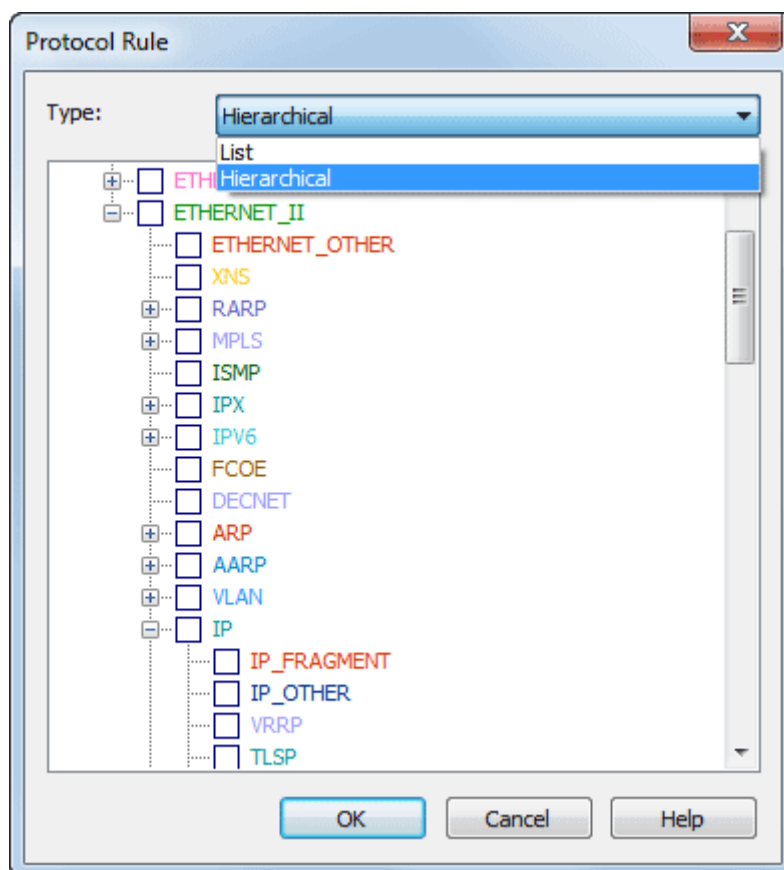 Protocol Rule
Type:
Hierarchical
List
Hierarchical
ETHERNET_II
ETHERNET_OTHER
XNS
RARP
MPLS
ISMP
IPX
IPV6
FCOE
DECNET
ARP
AARP
VLAN
IP
IP_FRAGMENT
IP_OTHER
VRRP
TLSP
OK Cancel Help